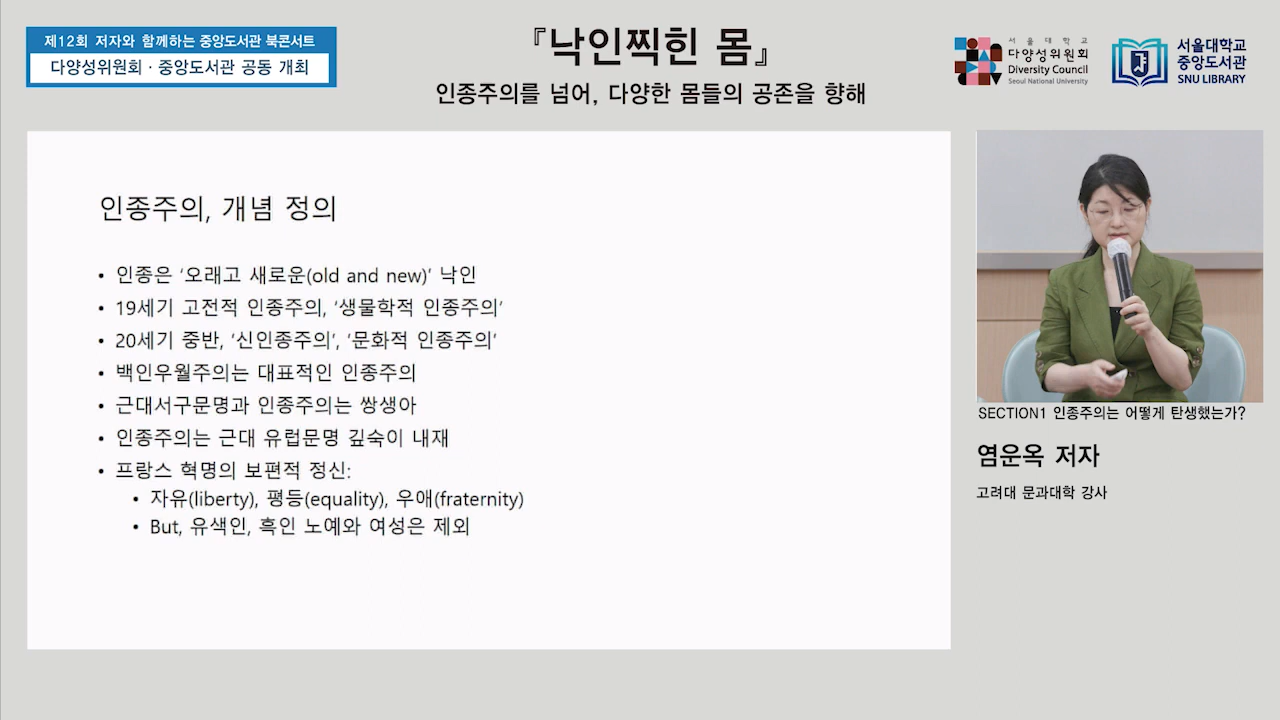 제12회 저자와 함께하는 중앙도서관 북콘서트
다양성위원회 · 중앙도서관 공동 개최
『낙인찍힌 몸』
인종주의를 넘어, 다양한 몸들의 공존을 향해
서울대학교
다양성위원회
Diversity Council
Seoul National University
서울대학교
중앙도서관
SNU LIBRARY
인종주의, 개념 정의
• 인종은 ‘오래고 새로운(old and new)’ 낙인
• 19세기 고전적 인종주의, ‘생물학적 인종주의’
• 20세기 중반, ‘신인종주의’, ‘문화적 인종주의’
• 백인우월주의는 대표적인 인종주의
• 근대서구문명과 인종주의는 쌍생아
• 인종주의는 근대 유럽문명 깊숙이 내재
• 프랑스 혁명의 보편적 정신:
• 자유(liberty), 평등(equality), 우애(fraternity)
• But, 유색인, 흑인 노예와 여성은 제외
SECTION1 인종주의는 어떻게 탄생했는가?
염운옥 저자
고려대 문과대학 강사